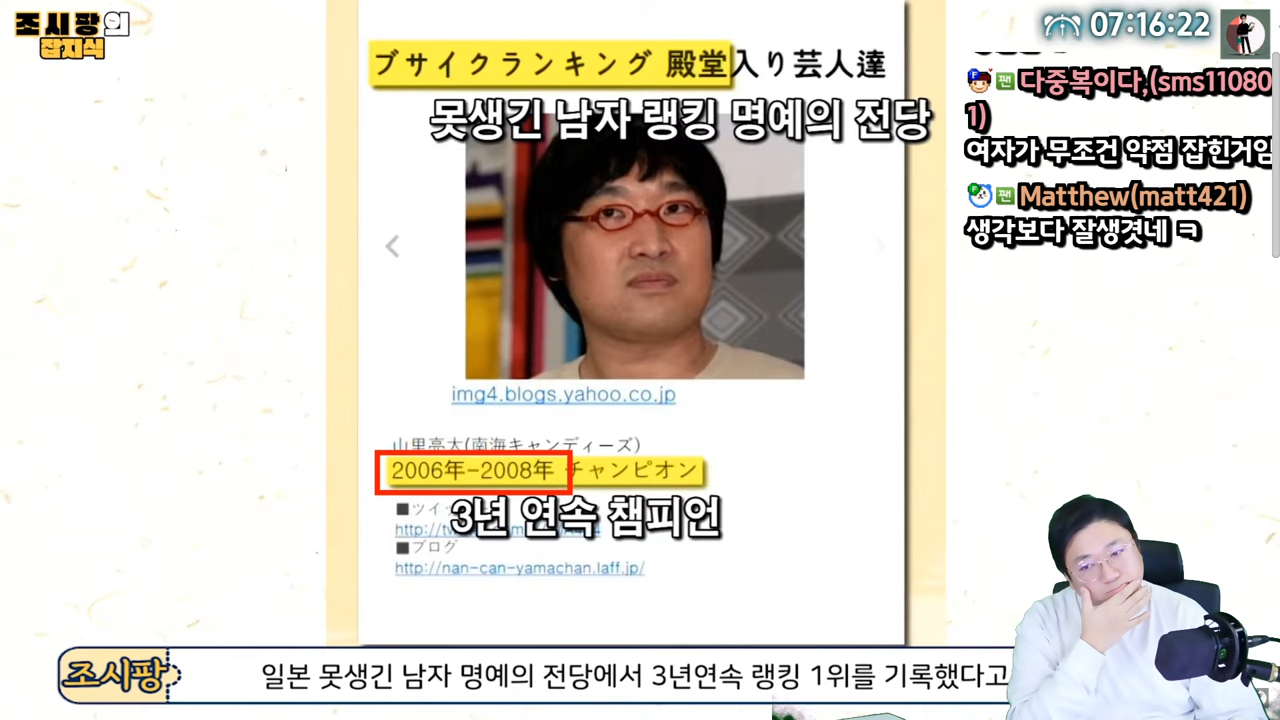 조시팡의
잡지식
07:16:22
ブサイクランキング 殿堂入り芸人達
못생긴 남자 랭킹 명예의 전당
팬 다중복이다,(sms11080
1)
여자가 무조건 약점 잡힌거임
팬 Matthew(matt421)
생각보다 잘생겻네 ㅋ
img4.blogs.yahoo.co.jp
山里亮太(南海キャンディーズ)
2006年-2008年 チャンピオン
3년 연속 챔피언
■ブログ
http://nan-can-yamachan.laff.jp/
조시팡
일본 못생긴 남자 명예의 전당에서 3년연속 랭킹 1위를 기록했다고